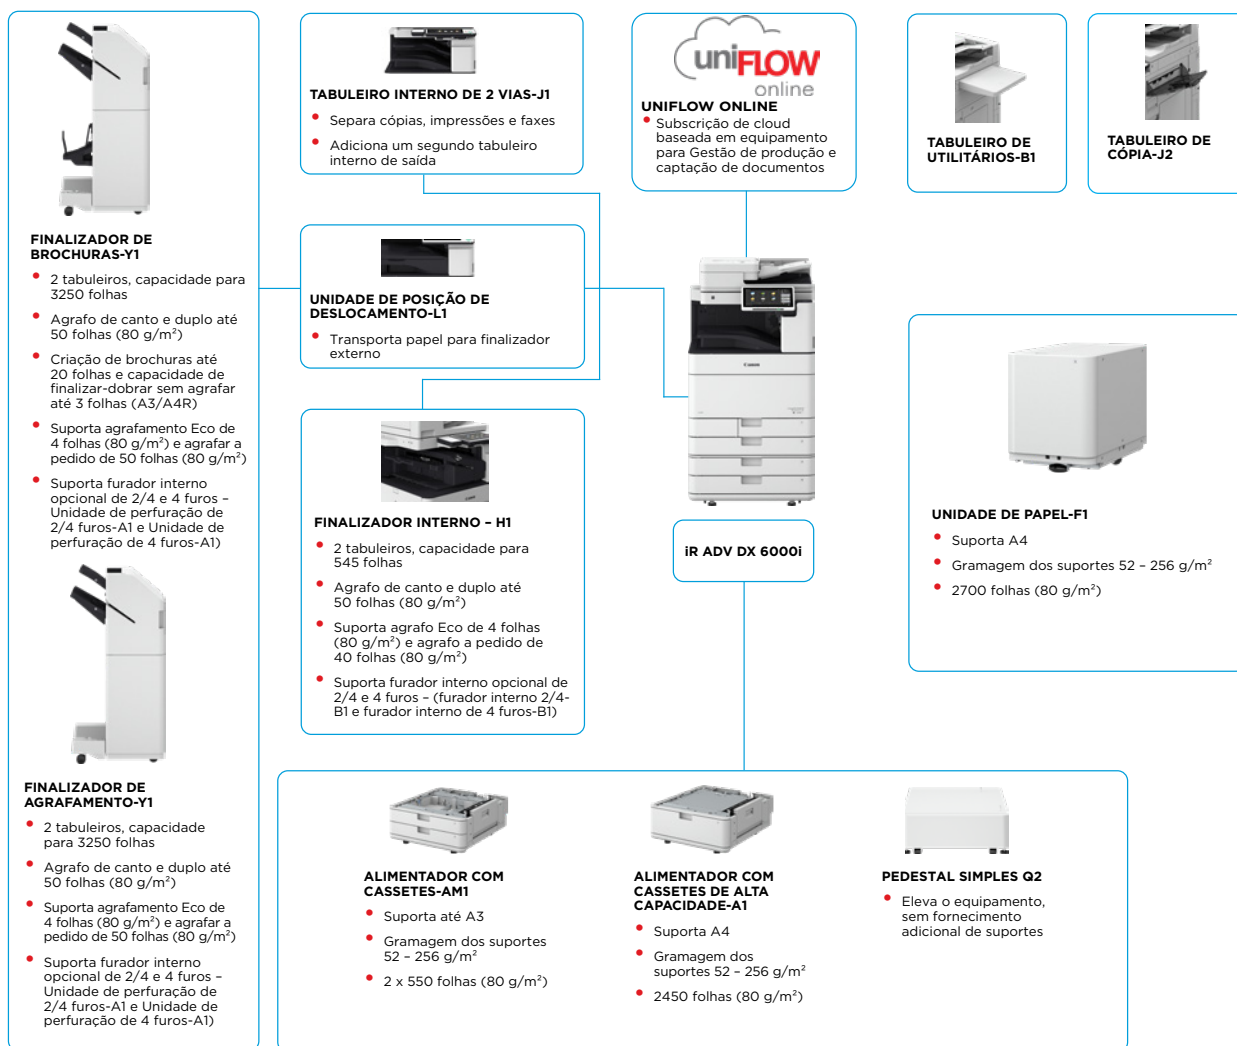 FINALIZADOR DE
BROCHURAS-Y1
• 2 tabuleiros, capacidade para
3250 folhas
• Agrafo de canto e duplo até
50 folhas (80 g/m²)
• Criação de brochuras até
20 folhas e capacidade de
finalizar-dobrar sem agrafar
até 3 folhas (A3/A4R)
• Suporta agrafamento Eco de
4 folhas (80 g/m²) e agrafar a
pedido de 50 folhas (80 g/m²)
• Suporta furador interno
opcional de 2/4 e 4 furos –
Unidade de perfuração de
2/4 furos-A1 e Unidade de
perfuração de 4 furos-A1)
FINALIZADOR DE
AGRAFAMENTO-Y1
• 2 tabuleiros, capacidade
para 3250 folhas
• Agrafo de canto e duplo até
50 folhas (80 g/m²)
• Suporta agrafamento Eco de
4 folhas (80 g/m²) e agrafar a
pedido de 50 folhas (80 g/m²)
• Suporta furador interno
opcional de 2/4 e 4 furos –
Unidade de perfuração de
2/4 furos-A1 e Unidade de
perfuração de 4 furos-A1)
TABULEIRO INTERNO DE 2 VIAS-J1
• Separa cópias, impressões e faxes
• Adiciona um segundo tabuleiro
interno de saída
UNIDADE DE POSIÇÃO DE
DESLOCAMENTO-L1
• Transporta papel para finalizador
externo
FINALIZADOR INTERNO – H1
• 2 tabuleiros, capacidade para
545 folhas
• Agrafo de canto e duplo até
50 folhas (80 g/m²)
• Suporta agrafo Eco de 4 folhas
(80 g/m²) e agrafo a pedido de
40 folhas (80 g/m²)
• Suporta furador interno opcional de
2/4 e 4 furos – (furador interno 2/4-
B1 e furador interno de 4 furos-B1)
uniFLOW
online
UNIFLOW ONLINE
• Subscrição de cloud
baseada em equipamento
para Gestão de produção e
captação de documentos
Canon
iR ADV DX 6000i
TABULEIRO DE
UTILITÁRIOS-B1
TABULEIRO DE
CÓPIA-J2
UNIDADE DE PAPEL-F1
• Suporta A4
• Gramagem dos suportes 52 – 256 g/m²
• 2700 folhas (80 g/m²)
ALIMENTADOR COM
CASSETES-AM1
• Suporta até A3
• Gramagem dos suportes
52 – 256 g/m²
• 2 x 550 folhas (80 g/m²)
ALIMENTADOR COM
CASSETES DE ALTA
CAPACIDADE-A1
• Suporta A4
• Gramagem dos
suportes 52 – 256 g/m²
• 2450 folhas (80 g/m²)
PEDESTAL SIMPLES Q2
• Eleva o equipamento,
sem fornecimento
adicional de suportes